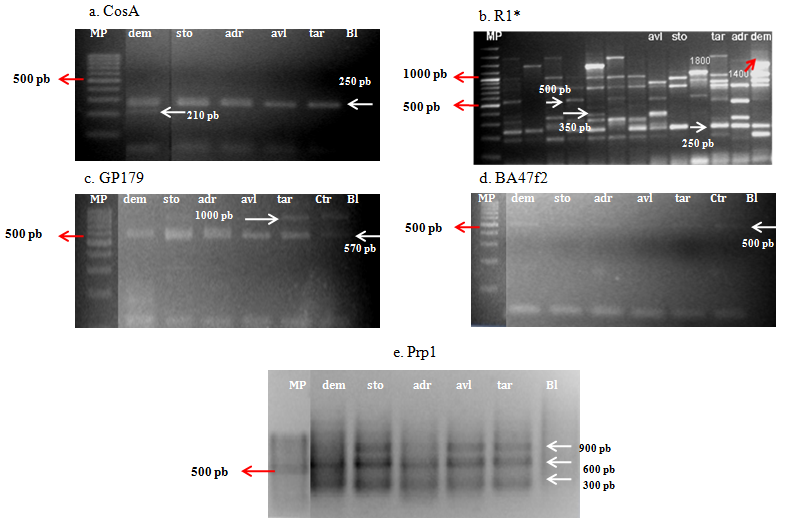 a. CosA
MP dem sto adr avl tar Bl
500 pb
250 pb
210 pb
b. R1*
MP avl sto tar adr dem
1800
1400
1000 pb
500 pb
500 pb
350 pb
250 pb
c. GP179
MP dem sto adr avl tar Ctr Bl
1000 pb
500 pb
570 pb
d. BA47f2
MP dem sto adr avl tar Ctr Bl
500 pb
500 pb
e. Prp1
MP dem sto adr avl tar Bl
900 pb
500 pb
600 pb
300 pb